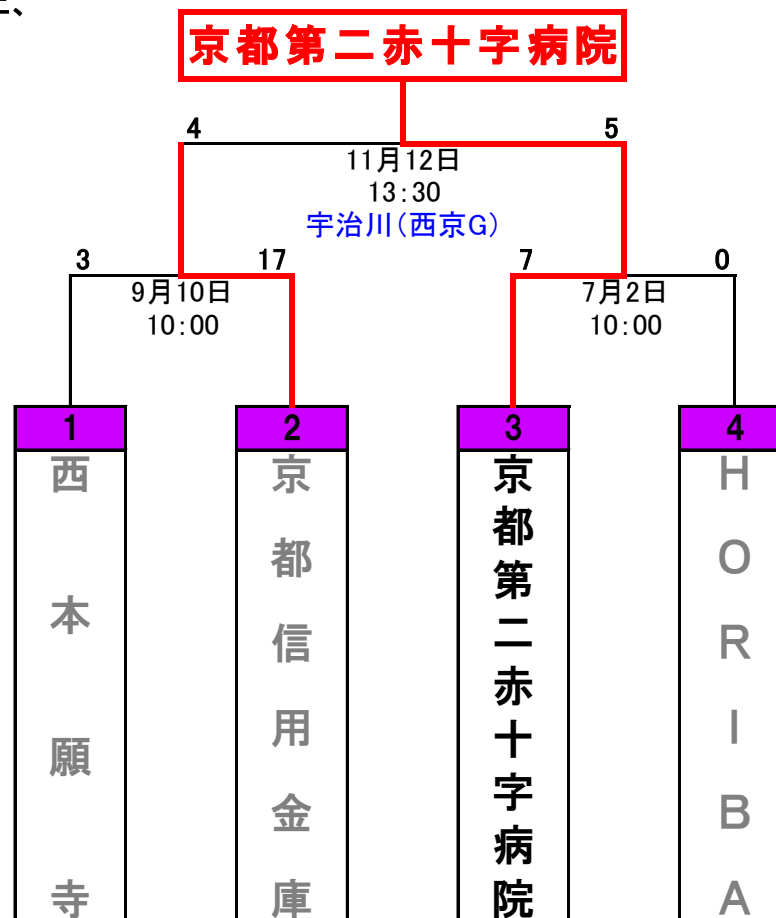 京都第二赤十字病院
4
5
11月12日
13:30
宇治川(西京G)
3
17
7
0
9月10日
10:00
7月2日
10:00
1
2
3
4
西本願寺
京都信用金庫
京都第二赤十字病院
HORIBA